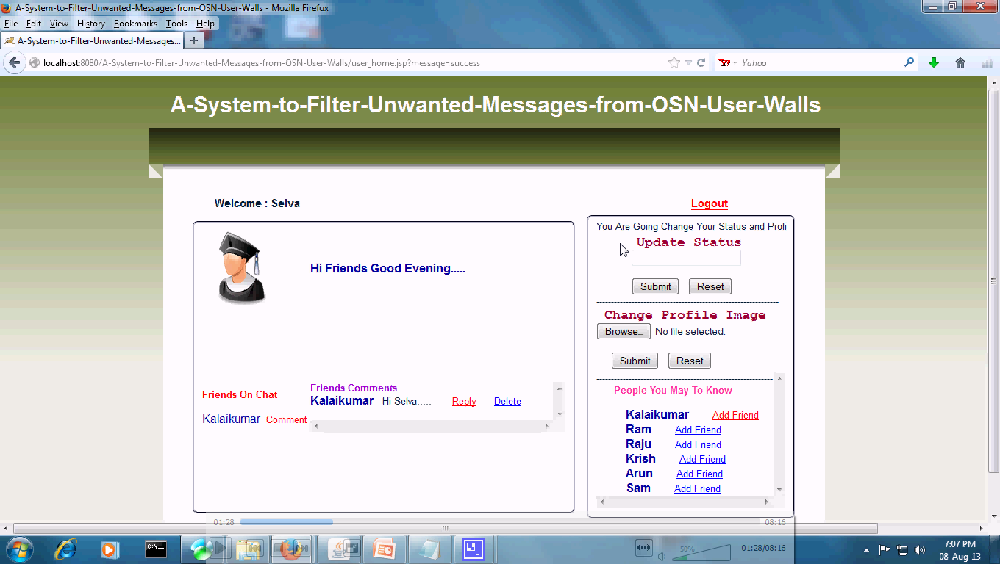 A-System-to-Filter-Unwanted-Messages-from-OSN-User-Walls - Mozilla Firefox
File Edit View History Bookmarks Tools Help
A-System-to-Filter-Unwanted-Messages... +
localhost:8080/A-System-to-Filter-Unwanted-Messages-from-OSN-User-Walls/user_home.jsp?message=success
Yahoo
A-System-to-Filter-Unwanted-Messages-from-OSN-User-Walls
Welcome : Selva
Logout
Hi Friends Good Evening.....
Friends On Chat
Kalaikumar Comment
Friends Comments
Kalaikumar Hi Selva..... Reply Delete
You Are Going Change Your Status and Profi
Update Status
Submit Reset
-----------------------------------------------------------
Change Profile Image
Browse... No file selected.
Submit Reset
-----------------------------------------------------------
People You May To Know
Kalaikumar Add Friend
Ram Add Friend
Raju Add Friend
Krish Add Friend
Arun Add Friend
Sam Add Friend
01:28 08:16
C:\_
50%
01:28/08:16
7:07 PM
08-Aug-13